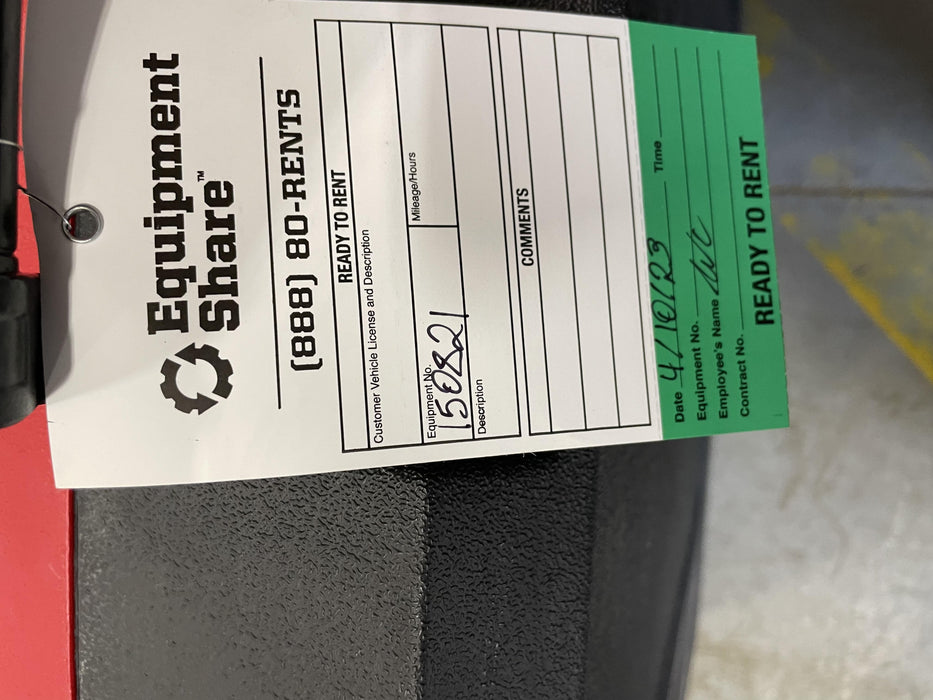 Equipment
Share™
(888) 80-RENTS
READY TO RENT
Customer Vehicle License and Description
Equipment No. Mileage/Hours
150821
Description
COMMENTS
Date 4/10/23 Time
Equipment No.
Employee's Name
Contract No.
READY TO RENT